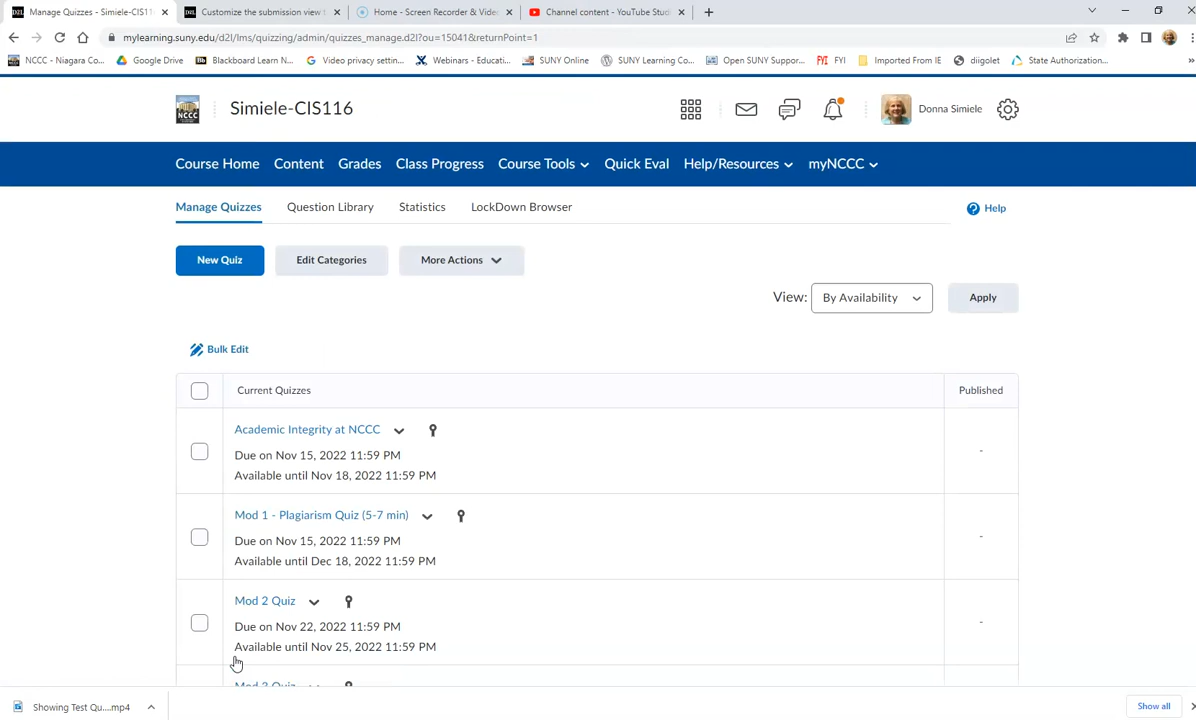 Manage Quizzes - Simiele-CIS11
Customize the submission view t
Home - Screen Recorder & Vide
Channel content - YouTube Stud
mylearning.suny.edu/d2l/lms/quizzing/admin/quizzes_manage.d2l?ou=15041&returnPoint=1
NCCC - Niagara Co...
Google Drive
Blackboard Learn N...
Video privacy settin...
Webinars - Educati...
SUNY Online
SUNY Learning Co...
Open SUNY Suppor...
FYI
Imported From IE
diigolet
State Authorization...
»
NCCC
Simiele-CIS116
Donna Simiele
Course Home Content Grades Class Progress Course Tools Quick Eval Help/Resources myNCCC
Manage Quizzes Question Library Statistics LockDown Browser
Help
New Quiz Edit Categories More Actions
View: By Availability Apply
Bulk Edit
Current Quizzes Published
Academic Integrity at NCCC
Due on Nov 15, 2022 11:59 PM
Available until Nov 18, 2022 11:59 PM
-
Mod 1 - Plagiarism Quiz (5-7 min)
Due on Nov 15, 2022 11:59 PM
Available until Dec 18, 2022 11:59 PM
-
Mod 2 Quiz
Due on Nov 22, 2022 11:59 PM
Available until Nov 25, 2022 11:59 PM
-
Mod 3 Quiz
Showing Test Qu....mp4
Show all